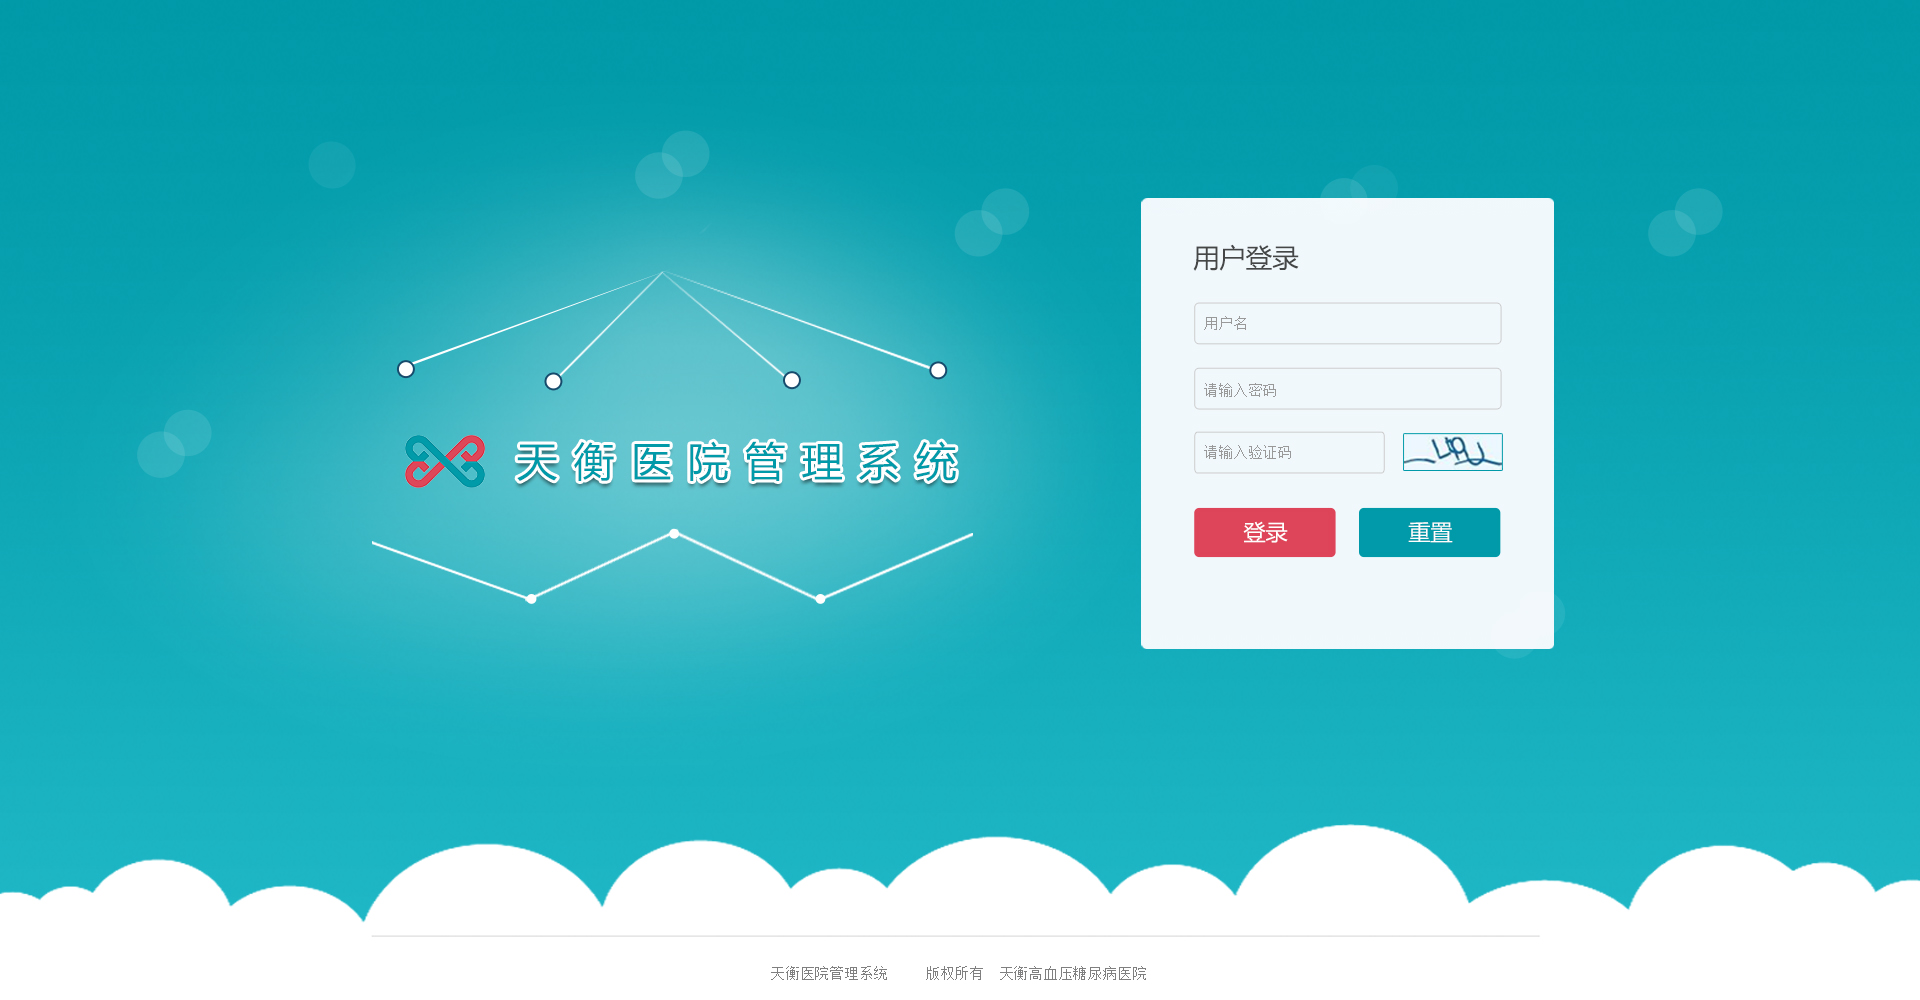 用户登录
用户名
请输入密码
天衡医院管理系统
请输入验证码
登录 重置
天衡医院管理系统 版权所有 天衡高血压糖尿病医院